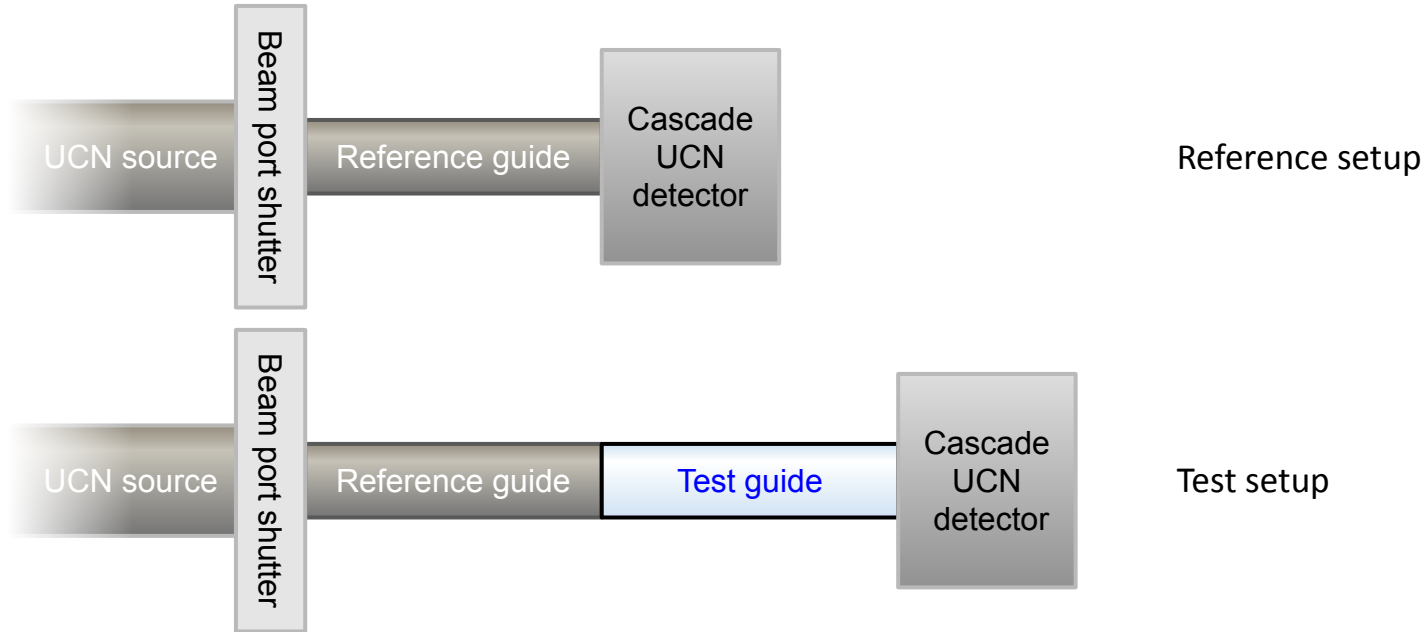 UCN source
Beam port shutter
Reference guide
Cascade
UCN
detector
Reference setup
UCN source
Beam port shutter
Reference guide
Test guide
Cascade
UCN
detector
Test setup